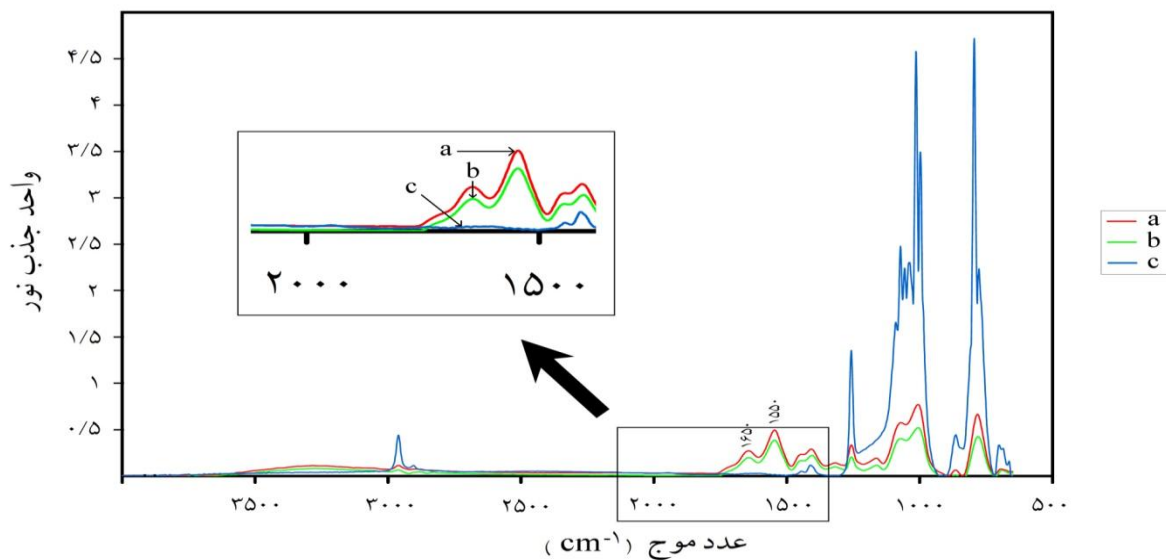 ۴/۵
۴
۳/۵
۳
۲/۵
۲
۱/۵
۱
۰/۵
واحد جذب نور
a
b
c
۲۰۰۰
۱۵۰۰
۱۶۵۰
۱۵۵۰
a
b
c
۳۵۰۰
۳۰۰۰
۲۵۰۰
۲۰۰۰
۱۵۰۰
۱۰۰۰
۵۰۰
عدد موج (cm⁻¹)